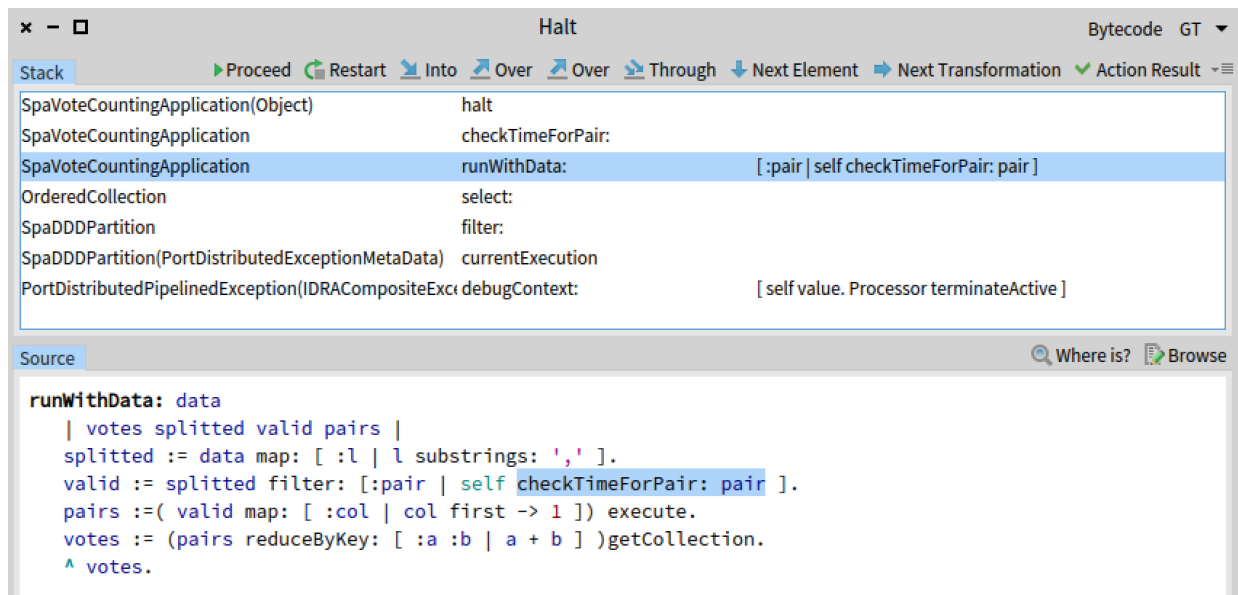 Halt
Bytecode GT
Stack Proceed Restart Into Over Over Through Next Element Next Transformation Action Result
SpaVoteCountingApplication(Object) halt
SpaVoteCountingApplication checkTimeForPair:
SpaVoteCountingApplication runWithData: [ :pair | self checkTimeForPair: pair ]
OrderedCollection select:
SpaDDDPartition filter:
SpaDDDPartition(PortDistributedExceptionMetaData) currentExecution
PortDistributedPipelinedException(IDRACompositeExce debugContext: [ self value. Processor terminateActive ]
Source Where is? Browse
runWithData: data
| votes splitted valid pairs |
splitted := data map: [ :l | l substrings: ',' ].
valid := splitted filter: [:pair | self checkTimeForPair: pair ].
pairs :=( valid map: [ :col | col first -> 1 ]) execute.
votes := (pairs reduceByKey: [ :a :b | a + b ] )getCollection.
^ votes.